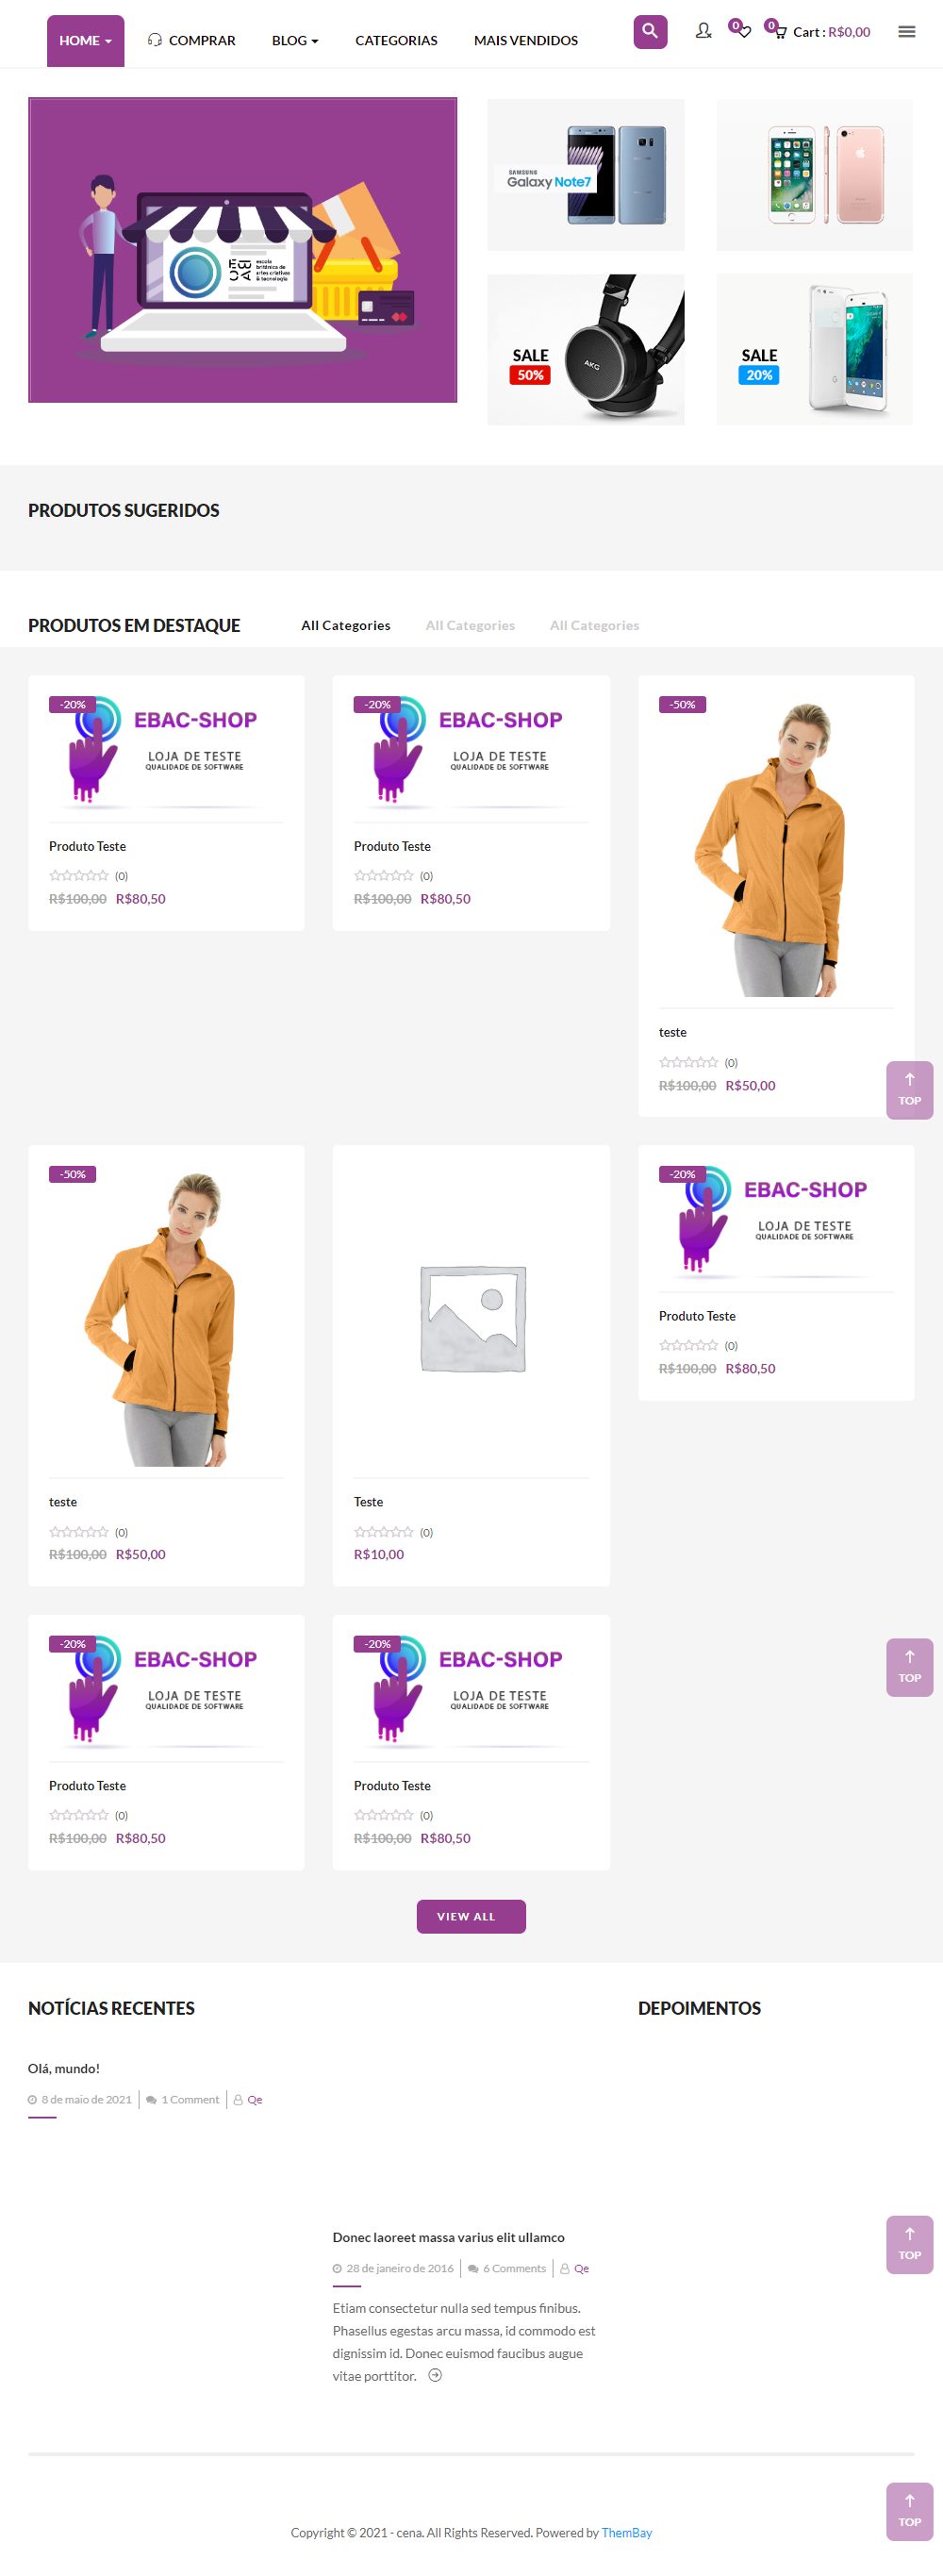 HOME
COMPRAR
BLOG
CATEGORIAS
MAIS VENDIDOS
0
0
Cart : R$0,00
EBAC
escola
britânica de
artes criativas
& tecnologia
SAMSUNG
Galaxy Note7
SALE
50%
AKG
SALE
20%
PRODUTOS SUGERIDOS
PRODUTOS EM DESTAQUE
All Categories
All Categories
All Categories
-20%
EBAC-SHOP
LOJA DE TESTE
QUALIDADE DE SOFTWARE
Produto Teste
(0)
R$100,00 R$80,50
-20%
EBAC-SHOP
LOJA DE TESTE
QUALIDADE DE SOFTWARE
Produto Teste
(0)
R$100,00 R$80,50
-50%
teste
(0)
R$100,00 R$50,00
TOP
-50%
teste
(0)
R$100,00 R$50,00
Teste
(0)
R$10,00
-20%
EBAC-SHOP
LOJA DE TESTE
QUALIDADE DE SOFTWARE
Produto Teste
(0)
R$100,00 R$80,50
TOP
-20%
EBAC-SHOP
LOJA DE TESTE
QUALIDADE DE SOFTWARE
Produto Teste
(0)
R$100,00 R$80,50
-20%
EBAC-SHOP
LOJA DE TESTE
QUALIDADE DE SOFTWARE
Produto Teste
(0)
R$100,00 R$80,50
VIEW ALL
NOTÍCIAS RECENTES
Olá, mundo!
8 de maio de 2021
1 Comment
Qe
Donec laoreet massa varius elit ullamco
28 de janeiro de 2016
6 Comments
Qe
Etiam consectetur nulla sed tempus finibus.
Phasellus egestas arcu massa, id commodo est
dignissim id. Donec euismod faucibus augue
vitae porttitor.
DEPOIMENTOS
TOP
TOP
Copyright © 2021 - cena. All Rights Reserved. Powered by ThemBay